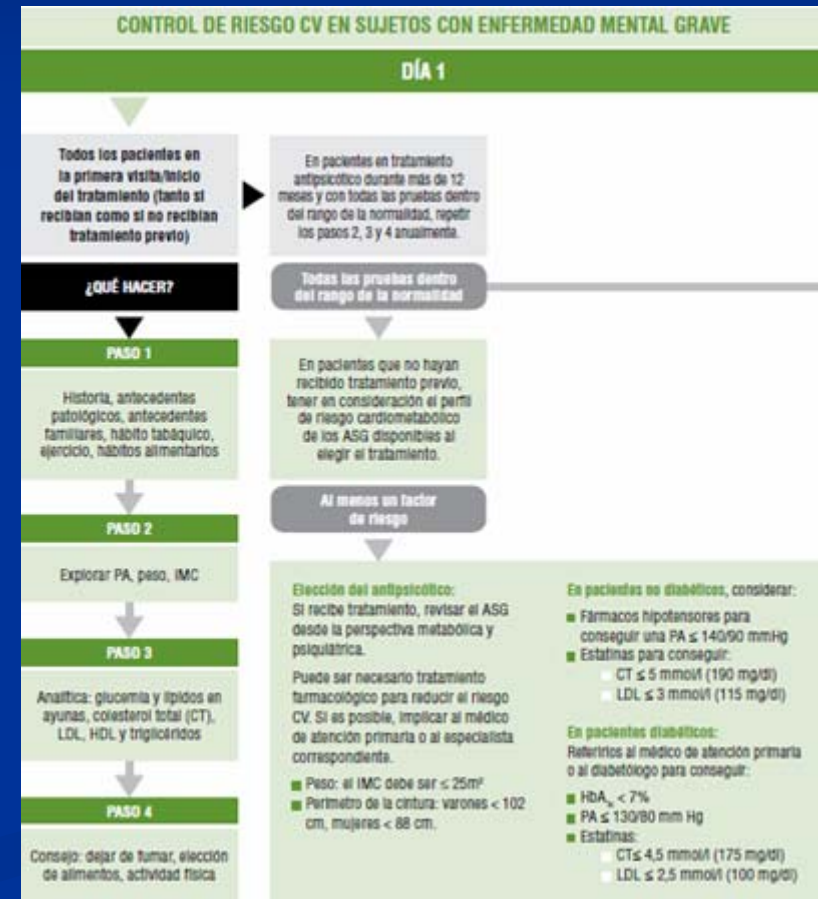 CONTROL DE RIESGO CV EN SUJETOS CON ENFERMEDAD MENTAL GRAVE
DÍA 1
Todos los pacientes en
la primera visita/inicio
del tratamiento (tanto si
recibían como si no recibían
tratamiento previo)
En pacientes en tratamiento
antipsicótico durante más de 12
meses y con todas las pruebas dentro
del rango de la normalidad, repetir
los pasos 2, 3 y 4 anualmente.
¿QUÉ HACER?
Todas las pruebas dentro
del rango de la normalidad
PASO 1
Historia, antecedentes
patológicos, antecedentes
familiares, hábito tabáquico,
ejercicio, hábitos alimentarios
En pacientes que no hayan
recibido tratamiento previo,
tener en consideración el perfil
de riesgo cardiometabólico
de los ASG disponibles al
elegir el tratamiento.
Al menos un factor
de riesgo
PASO 2
Explorar PA, peso, IMC
PASO 3
Analítica: glucemia y lípidos en
ayunas, colesterol total (CT),
LDL, HDL y triglicéridos
PASO 4
Consejo: dejar de fumar, elección
de alimentos, actividad física
Elección del antipsicótico:
Si recibe tratamiento, revisar el ASG
desde la perspectiva metabólica y
psiquiátrica.
Puede ser necesario tratamiento
farmacológico para reducir el riesgo
CV. Si es posible, implicar al médico
de atención primaria o al especialista
correspondiente.
Peso: el IMC debe ser ≤ 25m²
Perímetro de la cintura: varones < 102
cm, mujeres < 88 cm.
En pacientes no diabéticos, considerar:
Fármacos hipotensores para
conseguir una PA ≤ 140/90 mmHg
Estatinas para conseguir:
CT ≤ 5 mmol/l (190 mg/dl)
LDL ≤ 3 mmol/l (115 mg/dl)
En pacientes diabéticos:
Referirlos al médico de atención primaria
o al diabetólogo para conseguir:
HbA₁c < 7%
PA ≤ 130/80 mm Hg
Estatinas:
CT≤ 4,5 mmol/l (175 mg/dl)
LDL ≤ 2,5 mmol/l (100 mg/dl)